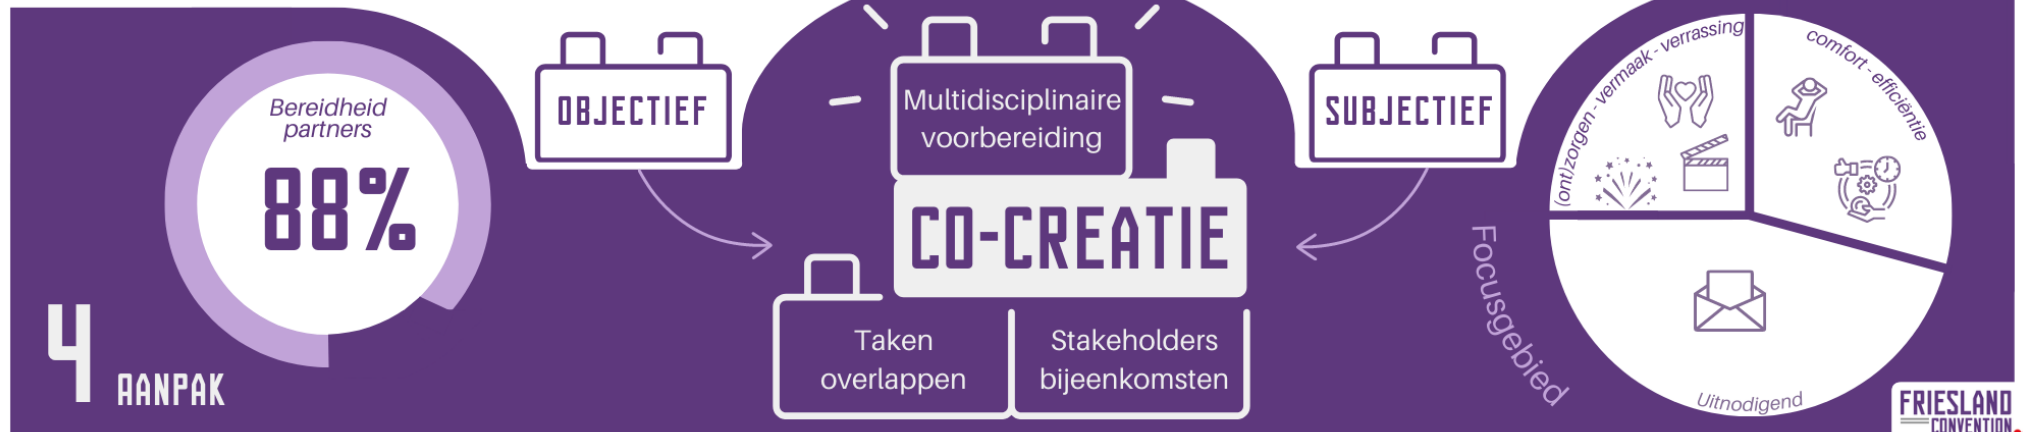 Bereidheid
partners
88%
4 AANPAK
OBJECTIEF
Multidisciplinaire
voorbereiding
CO-CREATIE
Taken
overlappen
Stakeholders
bijeenkomsten
SUBJECTIEF
Focusgebied
(ont)zorgen - vermaak - verrassing
comfort - efficiëntie
Uitnodigend
FRIESLAND
CONVENTION